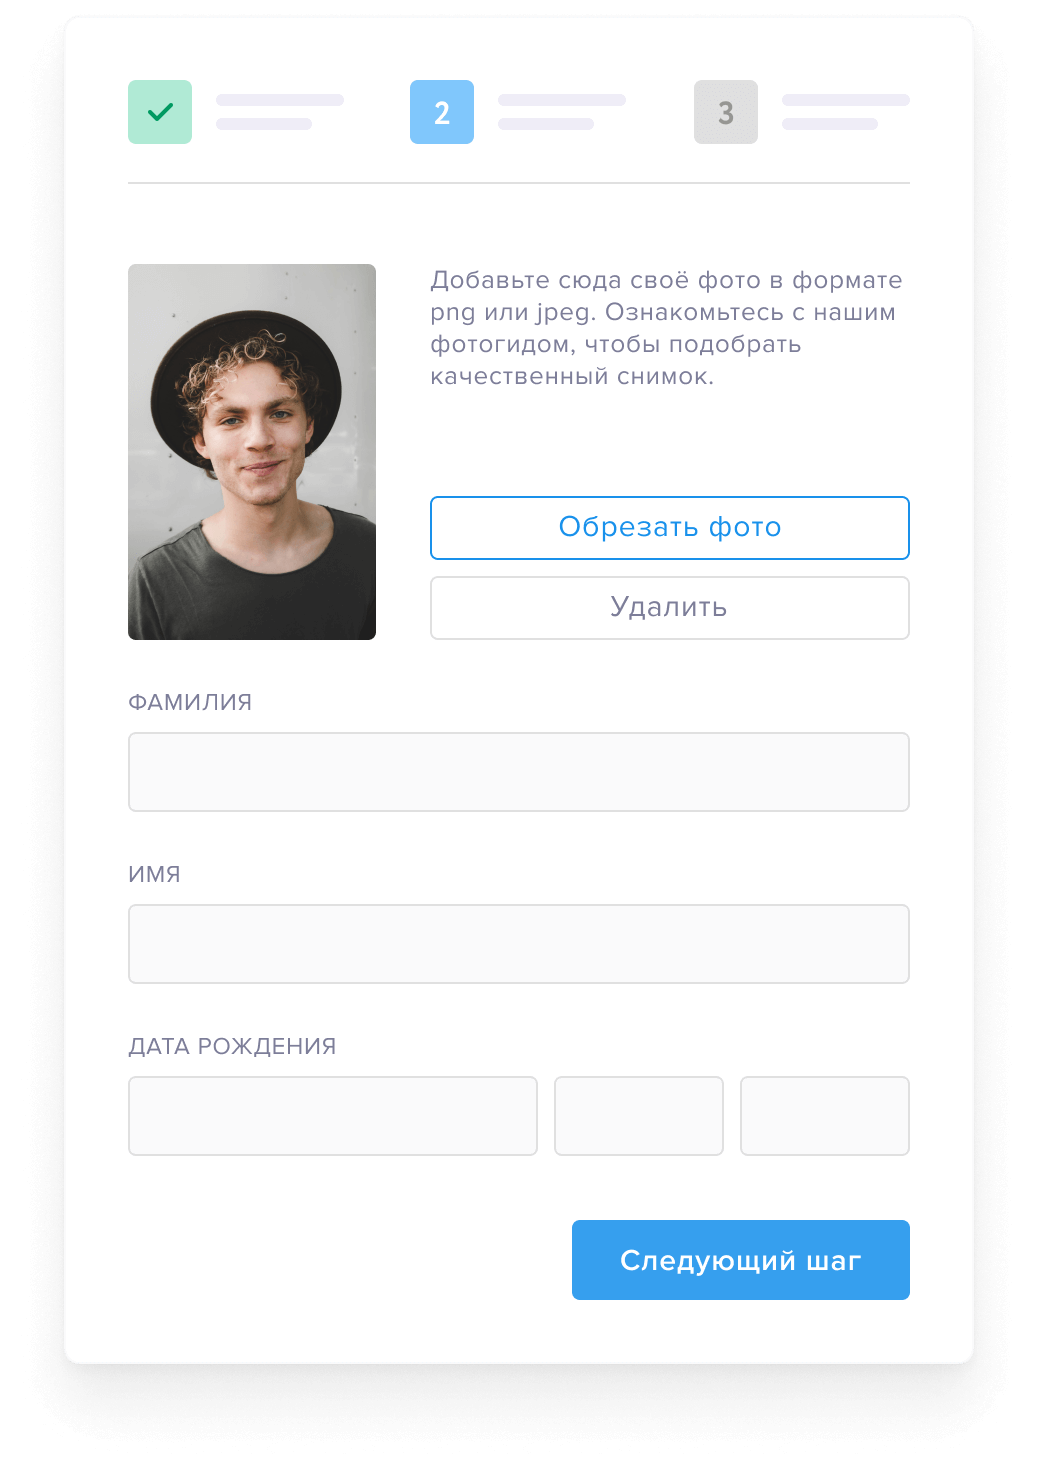 2
3
Добавьте сюда своё фото в формате
png или jpeg. Ознакомьтесь с нашим
фотогидом, чтобы подобрать
качественный снимок.
Обрезать фото
Удалить
ФАМИЛИЯ
ИМЯ
ДАТА РОЖДЕНИЯ
Следующий шаг